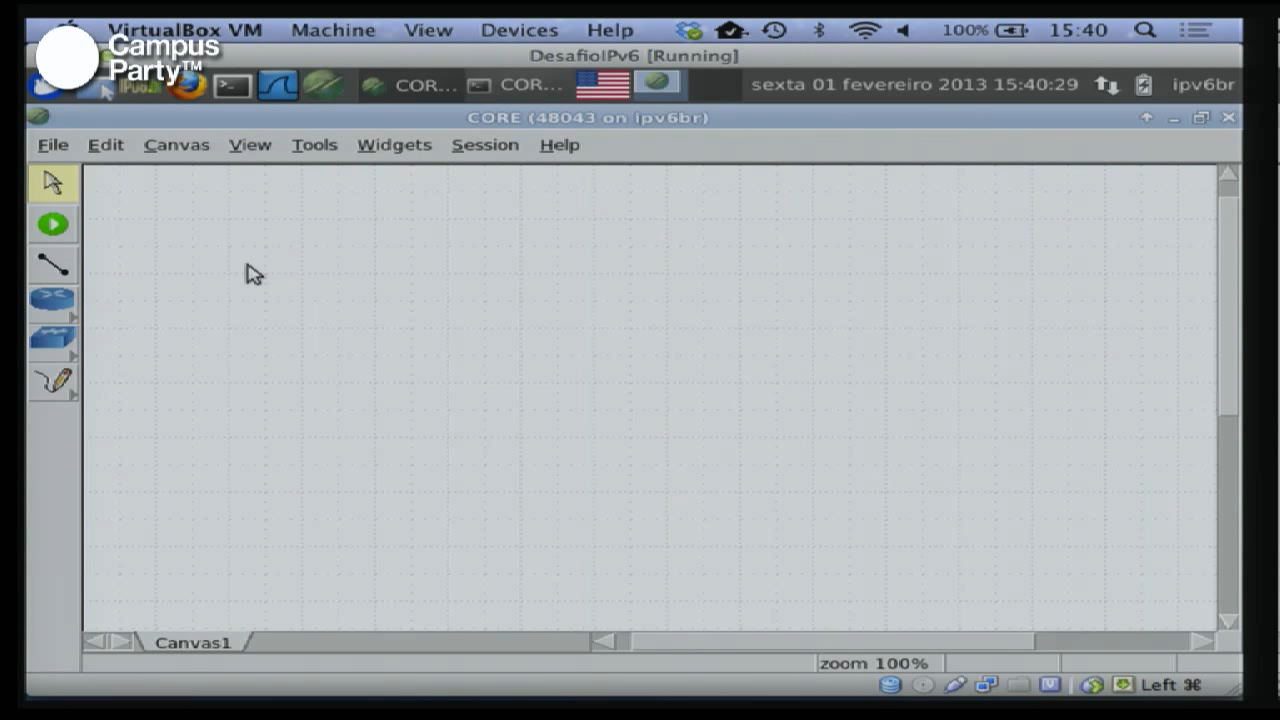 VirtualBox VM Machine View Devices Help 100% 15:40
Campus
Party™
DesafioIPv6 [Running]
COR... COR... sexta 01 fevereiro 2013 15:40:29 ipv6br
CORE (48043 on ipv6br)
File Edit Canvas View Tools Widgets Session Help
Canvas1
zoom 100%
Left ⌘